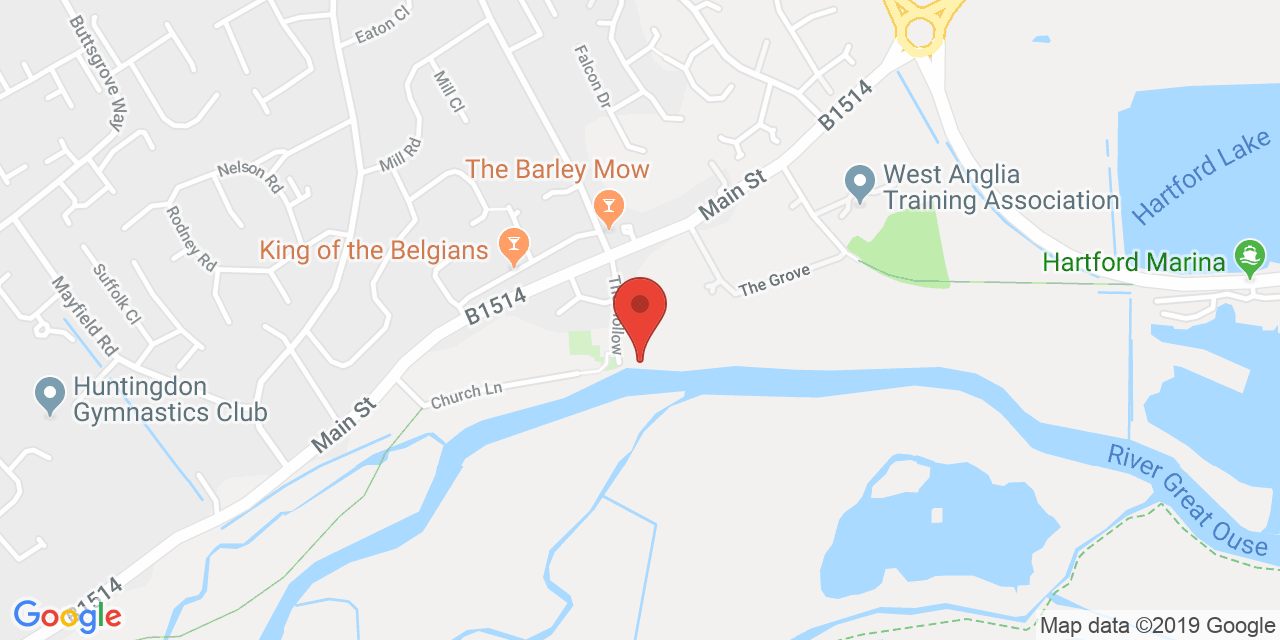 Eaton Cl
Buttsgrove Way
Falcon Dr
Mill Cl
B1514
Mill Rd
Nelson Rd
The Barley Mow
West Anglia
Training Association
Hartford Lake
Main St
Rodney Rd
King of the Belgians
Suffolk Cl
Mayfield Rd
Hartford Marina
The Grove
B1514
Huntingdon
Gymnastics Club
Church Ln
Main St
River Great Ouse
B1514
Google
Map data ©2019 Google